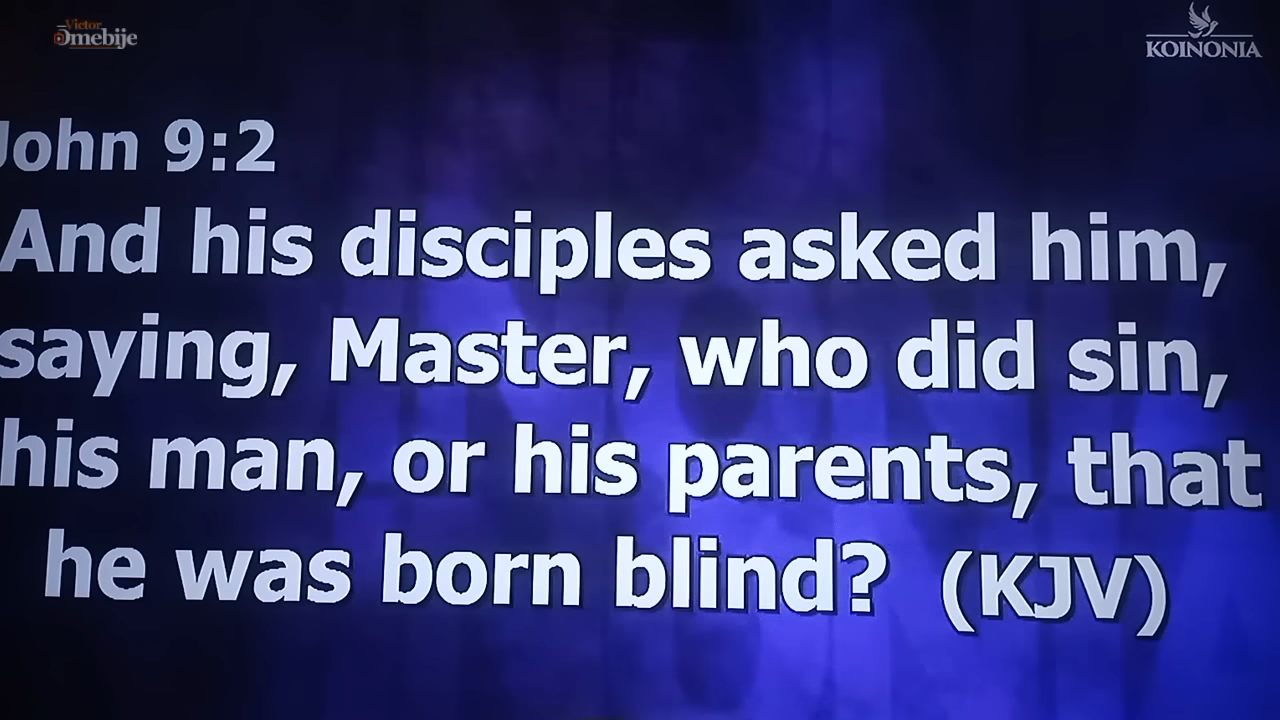 Victor
Omebije
KOINONIA
John 9:2
And his disciples asked him,
saying, Master, who did sin,
his man, or his parents, that
he was born blind? (KJV)